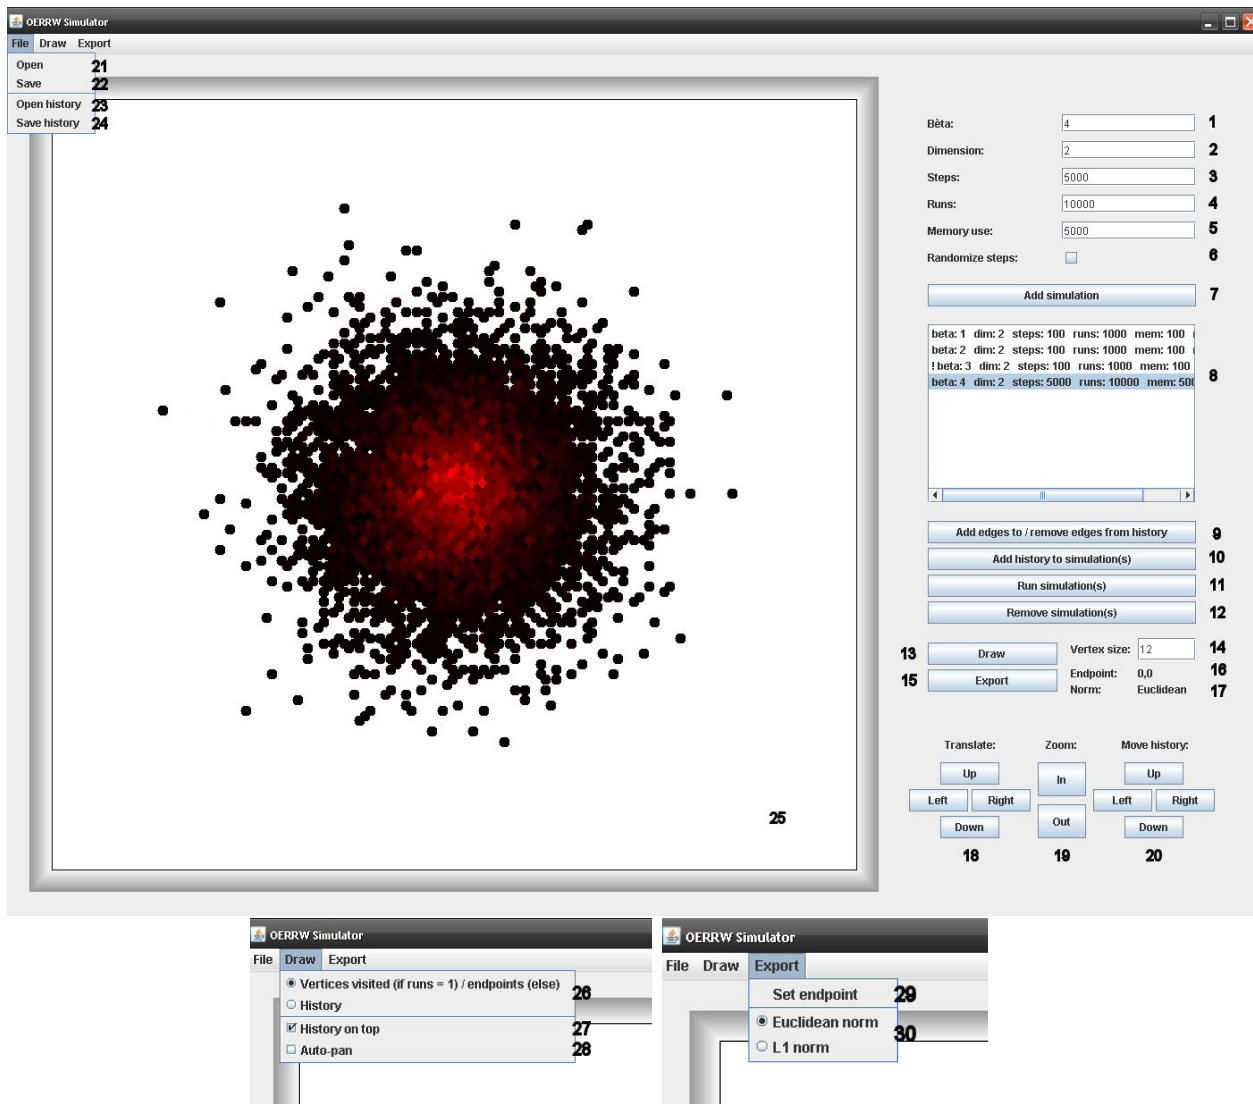 OERRW Simulator
File Draw Export
Open 21
Save 22
Open history 23
Save history 24
Bèta: 4 1
Dimension: 2 2
Steps: 5000 3
Runs: 10000 4
Memory use: 5000 5
Randomize steps: 6
Add simulation 7
beta: 1 dim: 2 steps: 100 runs: 1000 mem: 100
beta: 2 dim: 2 steps: 100 runs: 1000 mem: 100
! beta: 3 dim: 2 steps: 100 runs: 1000 mem: 100
beta: 4 dim: 2 steps: 5000 runs: 10000 mem: 500
8
Add edges to / remove edges from history 9
Add history to simulation(s) 10
Run simulation(s) 11
Remove simulation(s) 12
13 Draw Vertex size: 12 14
15 Export Endpoint: 0,0 16
Norm: Euclidean 17
Translate: Zoom: Move history:
Up In Up
Left Right Left Right
Down Out Down
18 19 20
25
OERRW Simulator
File Draw Export
Vertices visited (if runs = 1) / endpoints (else)
26
History
History on top 27
Auto-pan 28
OERRW Simulator
File Draw Export
Set endpoint 29
Euclidean norm
30
L1 norm